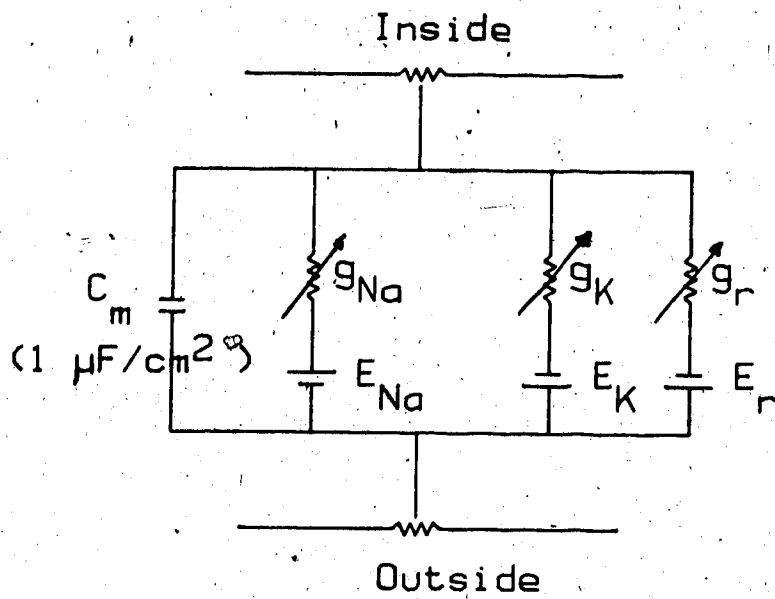 Inside
g_Na g_K g_r
C_m
(1 μF/cm²)
E_Na E_K E_r
Outside